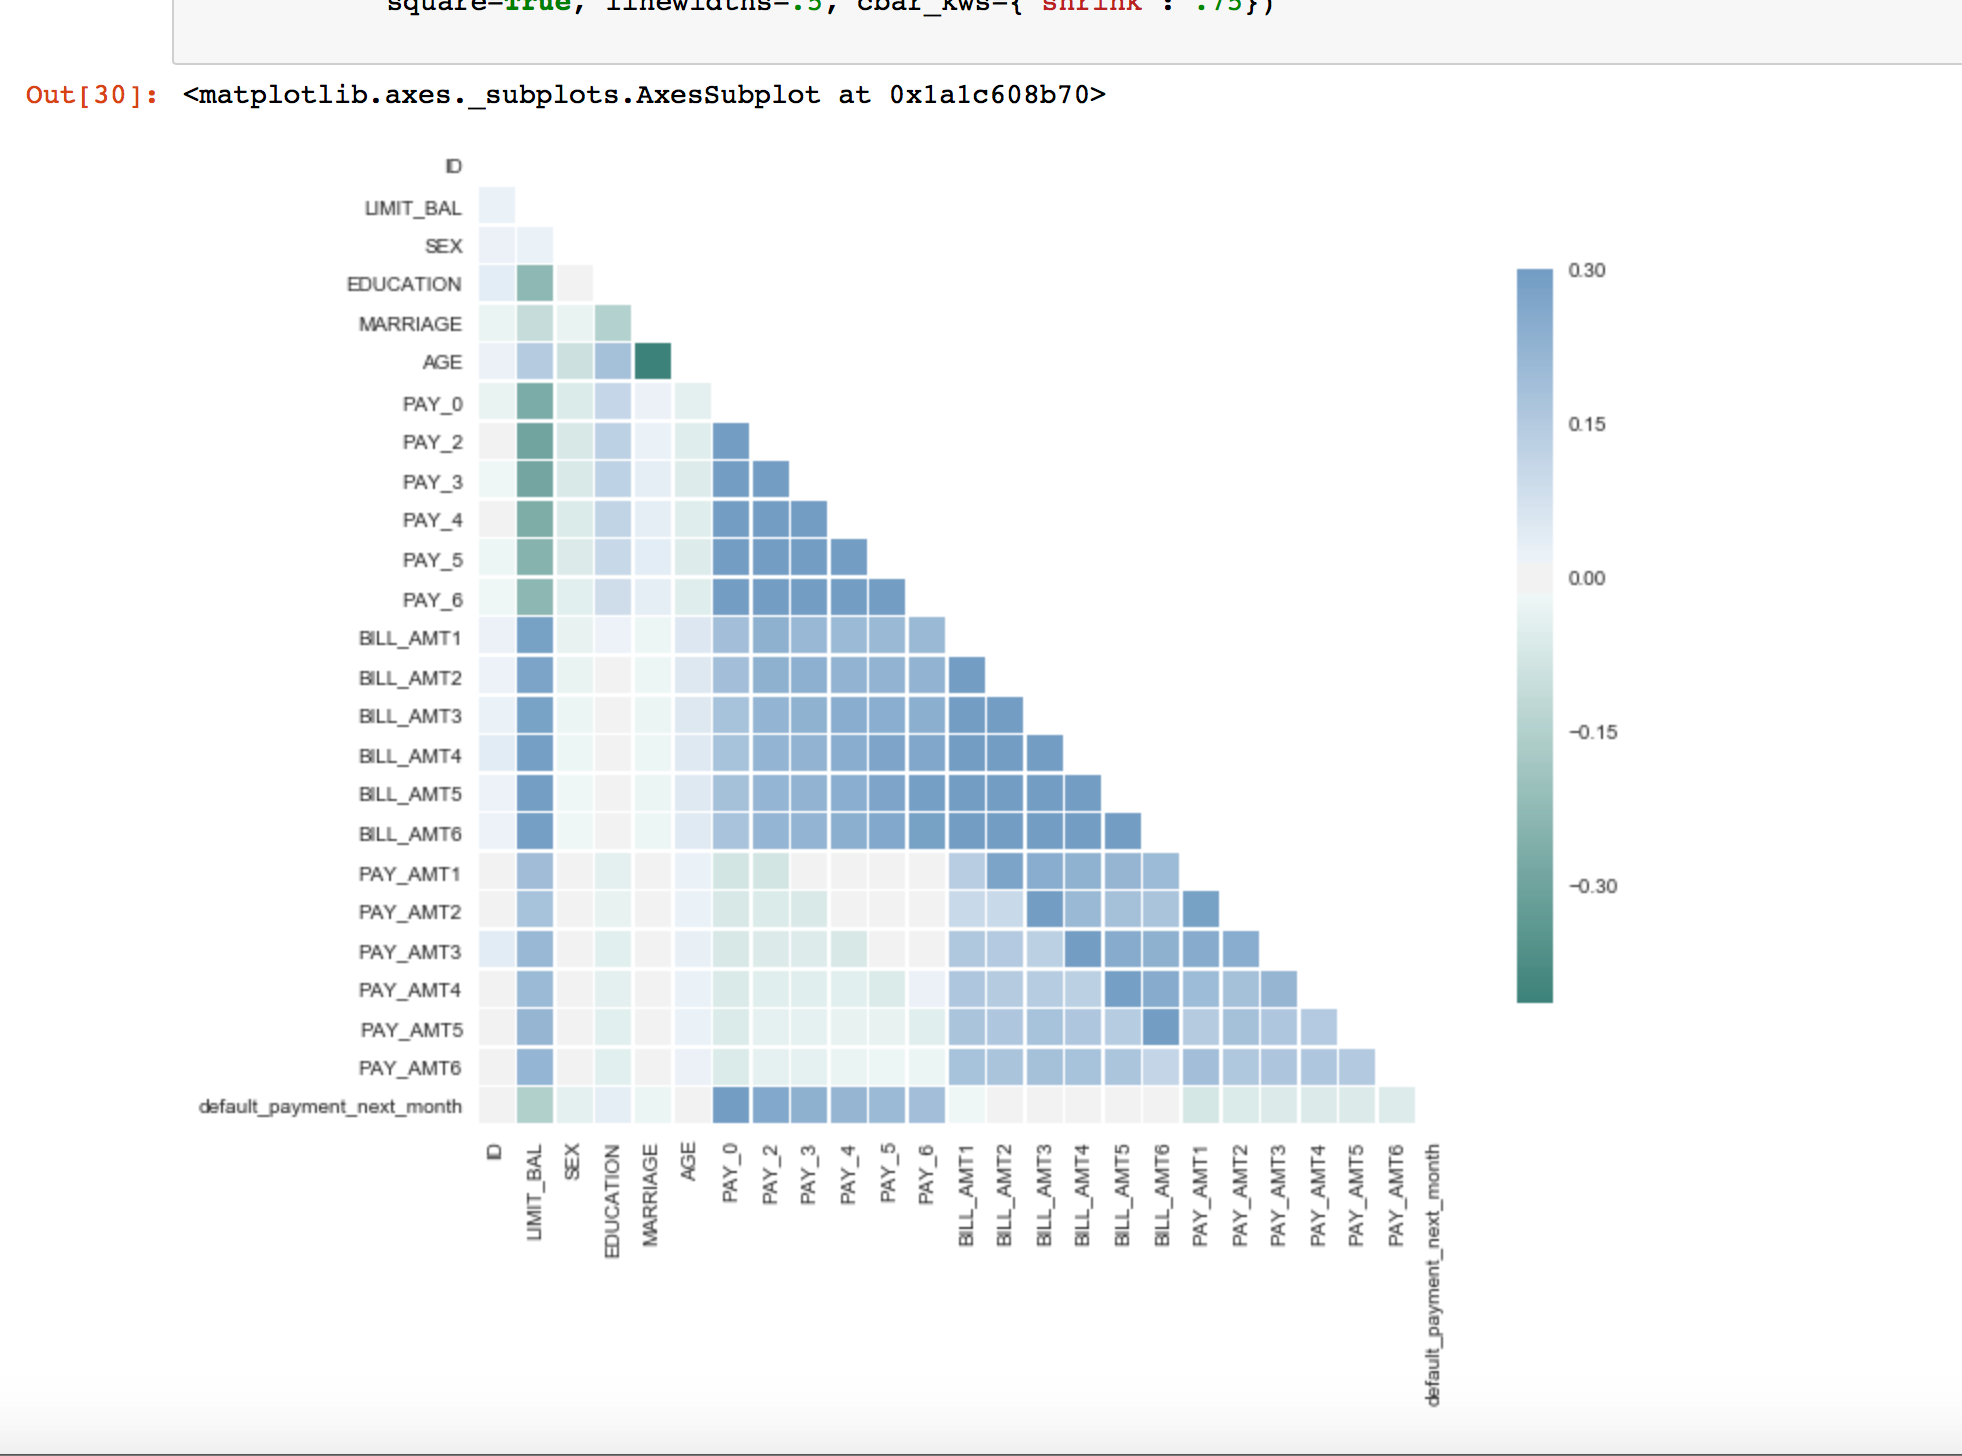 square=True, linewidths=.5, cbar_kws={"shrink": .75})
Out[30]: <matplotlib.axes._subplots.AxesSubplot at 0x1a1c608b70>
ID
LIMIT_BAL
SEX
EDUCATION
MARRIAGE
AGE
PAY_0
PAY_2
PAY_3
PAY_4
PAY_5
PAY_6
BILL_AMT1
BILL_AMT2
BILL_AMT3
BILL_AMT4
BILL_AMT5
BILL_AMT6
PAY_AMT1
PAY_AMT2
PAY_AMT3
PAY_AMT4
PAY_AMT5
PAY_AMT6
default_payment_next_month
ID
LIMIT_BAL
SEX
EDUCATION
MARRIAGE
AGE
PAY_0
PAY_2
PAY_3
PAY_4
PAY_5
PAY_6
BILL_AMT1
BILL_AMT2
BILL_AMT3
BILL_AMT4
BILL_AMT5
BILL_AMT6
PAY_AMT1
PAY_AMT2
PAY_AMT3
PAY_AMT4
PAY_AMT5
PAY_AMT6
default_payment_next_month
0.30
0.15
0.00
−0.15
−0.30